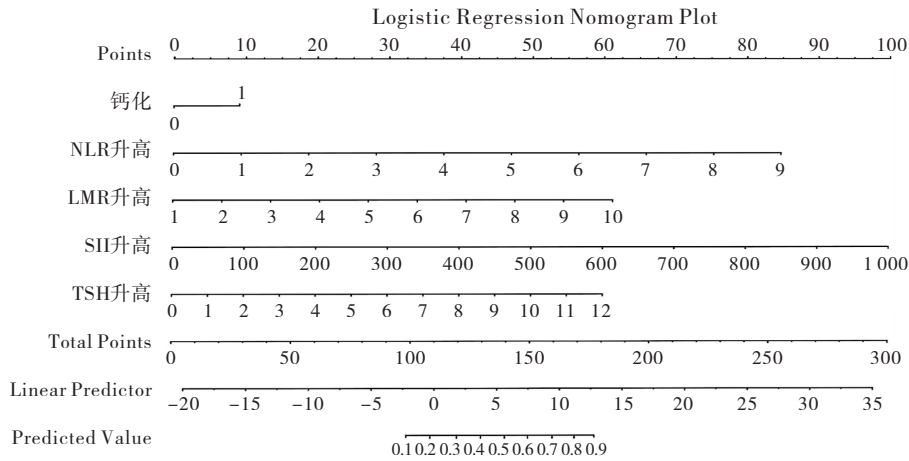 Logistic Regression Nomogram Plot
Points 0 10 20 30 40 50 60 70 80 90 100
钙化 0 1
NLR升高 0 1 2 3 4 5 6 7 8 9
LMR升高 1 2 3 4 5 6 7 8 9 10
SII升高 0 100 200 300 400 500 600 700 800 900 1 000
TSH升高 0 1 2 3 4 5 6 7 8 9 10 11 12
Total Points 0 50 100 150 200 250 300
Linear Predictor −20 −15 −10 −5 0 5 10 15 20 25 30 35
Predicted Value 0.1 0.2 0.3 0.4 0.5 0.6 0.7 0.8 0.9